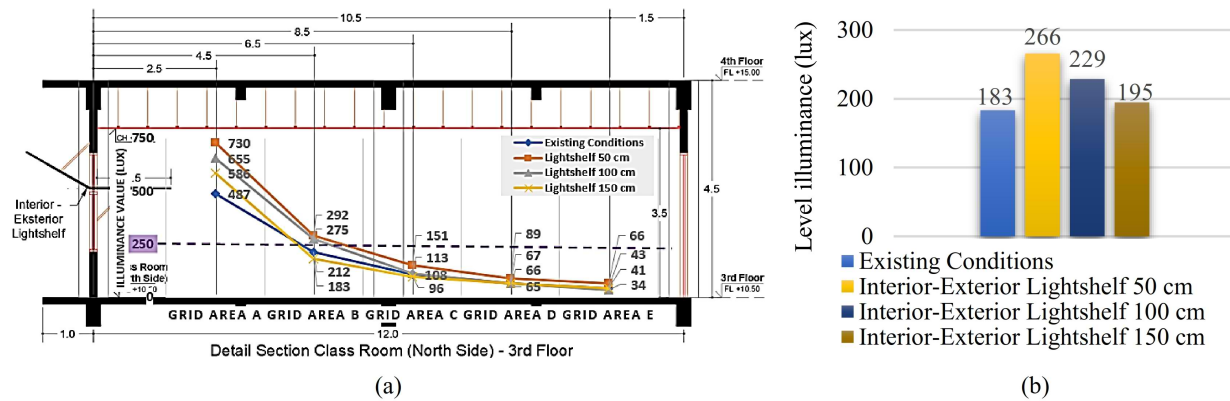 10.5
1.5
8.5
6.5
4.5
2.5
4th Floor
FL +15.00
CH
750
ILLUMINANCE VALUE (LUX)
730
655
586
487
Existing Conditions
Lightshelf 50 cm
Lightshelf 100 cm
Lightshelf 150 cm
.5
500
4.5
3.5
Interior -
Eksterior
Lightshelf
292
275
151
89
66
250
113
67
43
212
108
66
41
183
96
65
34
ss Room
th Side)
3rd Floor
FL +10.50
0
GRID AREA A GRID AREA B GRID AREA C GRID AREA D GRID AREA E
1.0
12.0
Detail Section Class Room (North Side) - 3rd Floor
(a)
Level illuminance (lux)
300
200
100
0
183
266
229
195
Existing Conditions
Interior-Exterior Lightshelf 50 cm
Interior-Exterior Lightshelf 100 cm
Interior-Exterior Lightshelf 150 cm
(b)